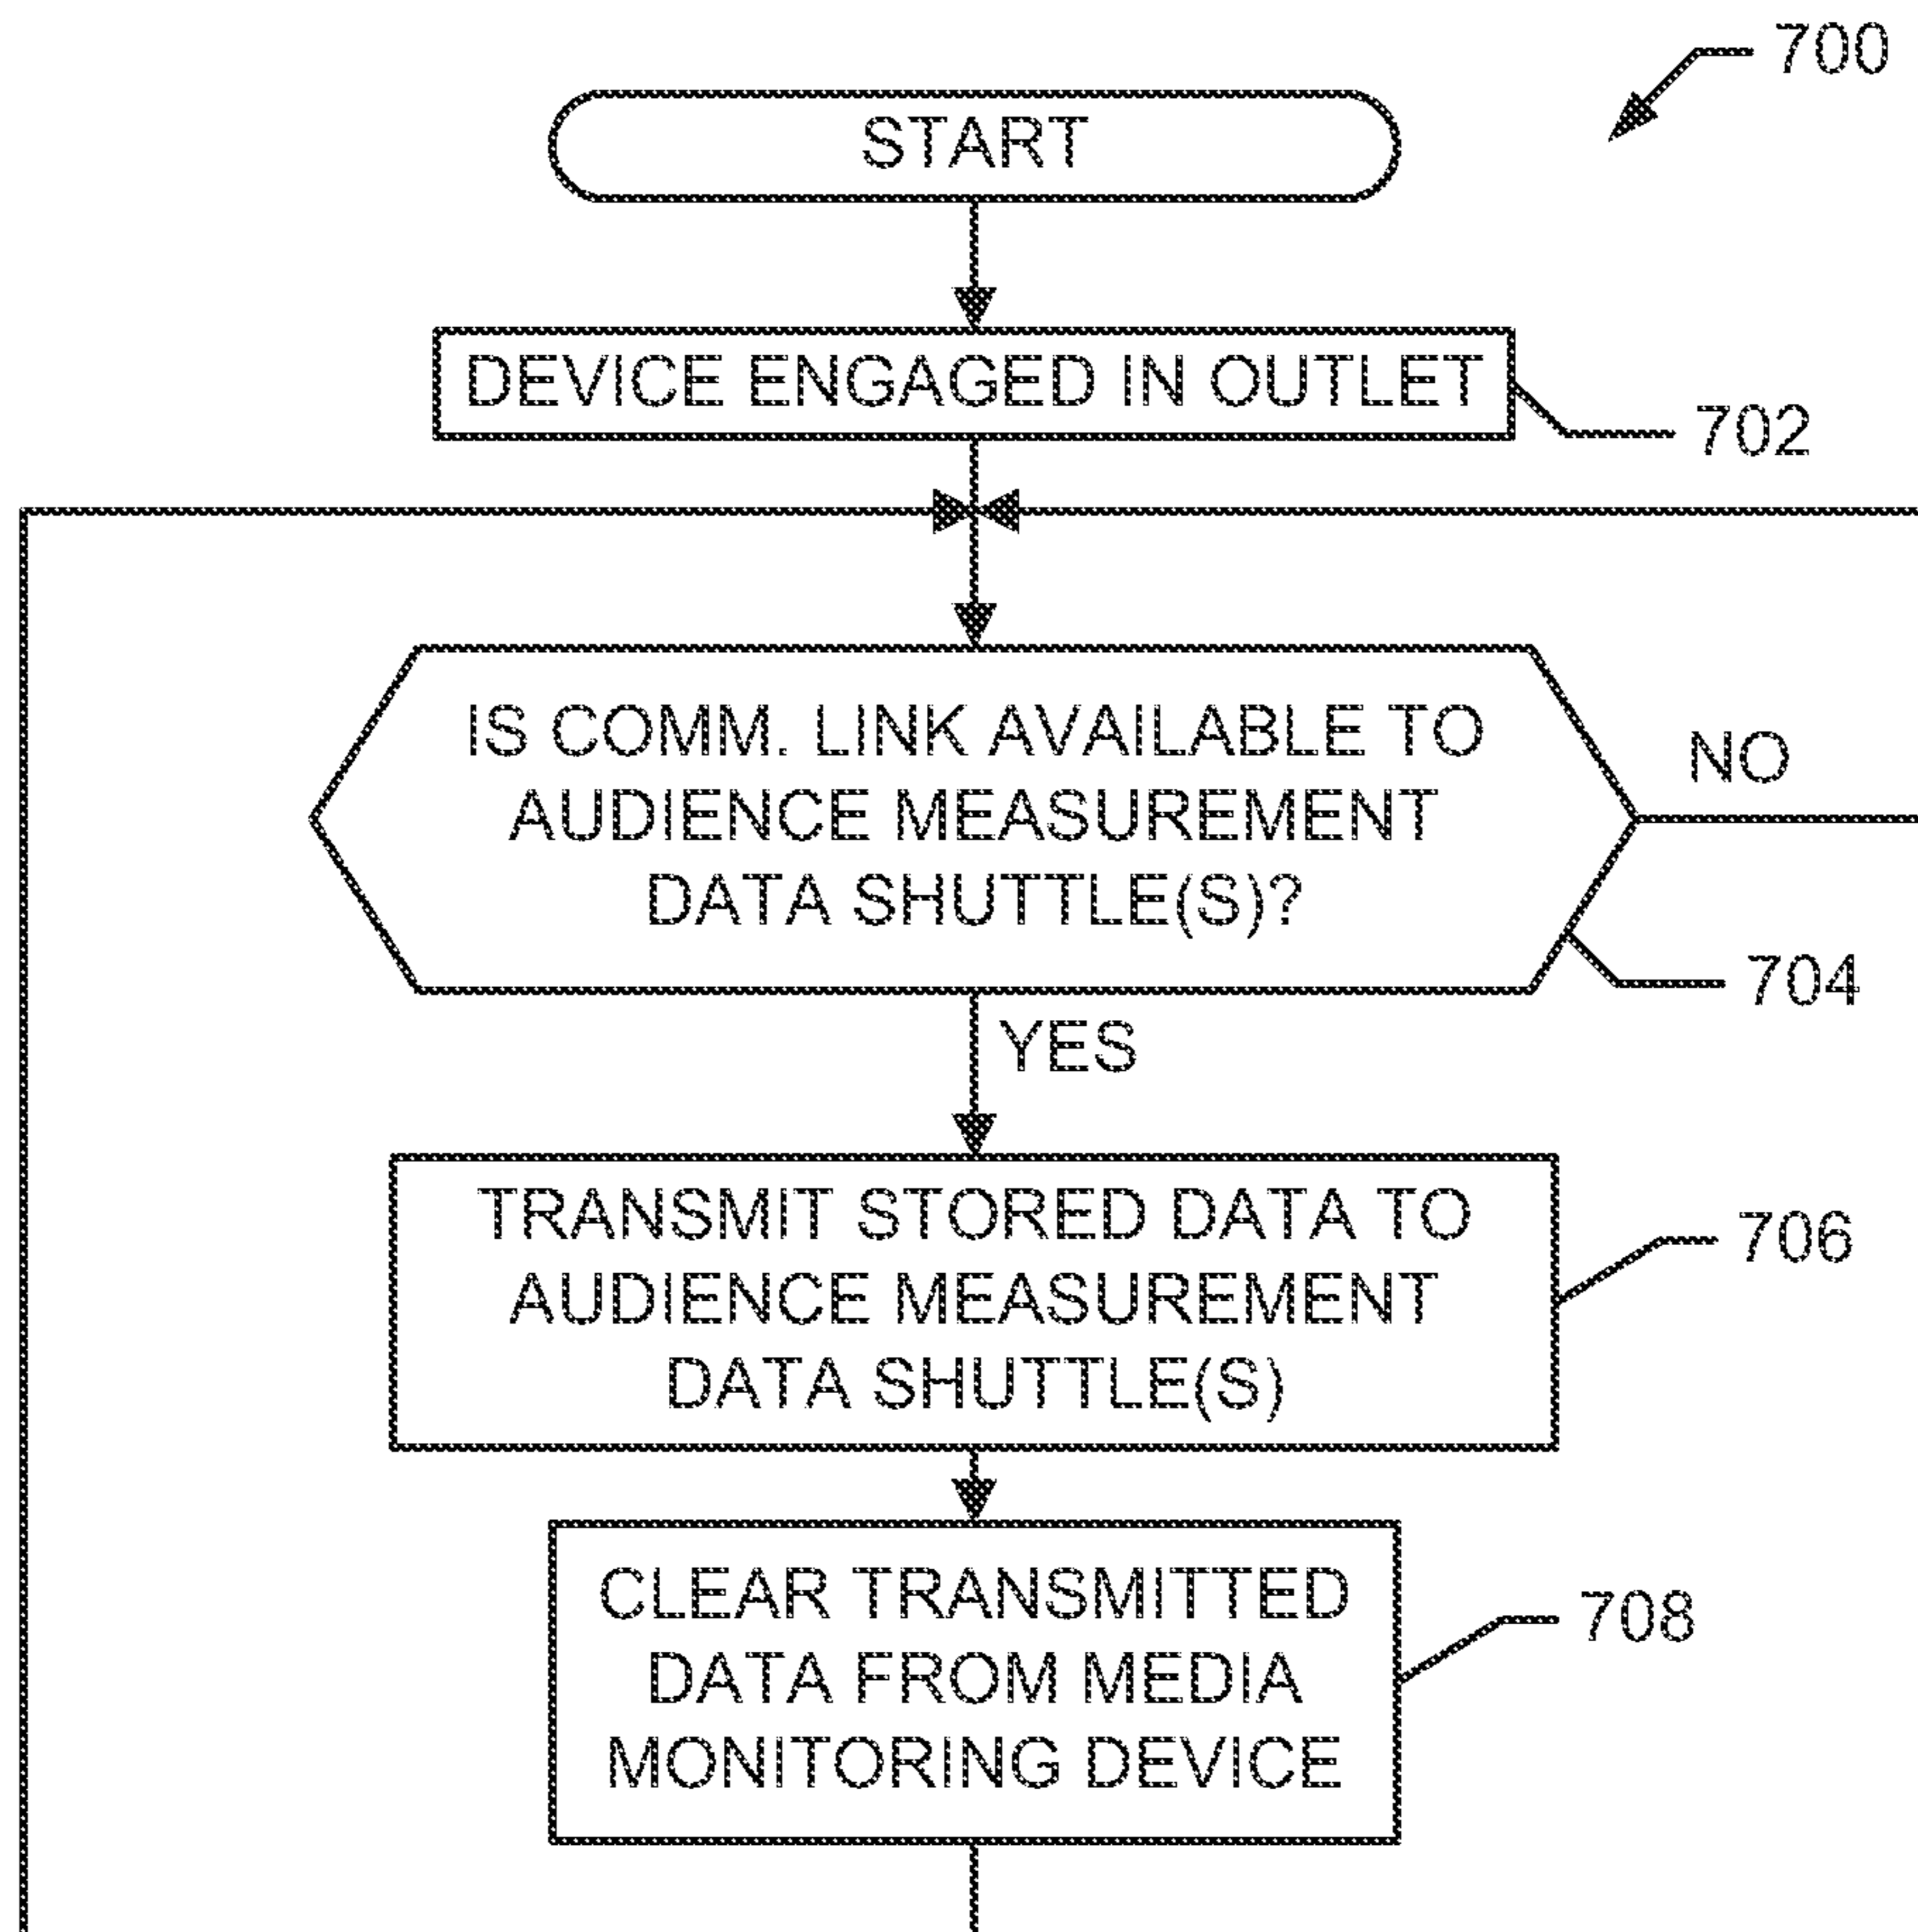 700
START
DEVICE ENGAGED IN OUTLET
702
IS COMM. LINK AVAILABLE TO
AUDIENCE MEASUREMENT
DATA SHUTTLE(S)?
NO
704
YES
TRANSMIT STORED DATA TO
AUDIENCE MEASUREMENT
DATA SHUTTLE(S)
706
CLEAR TRANSMITTED
DATA FROM MEDIA
MONITORING DEVICE
708